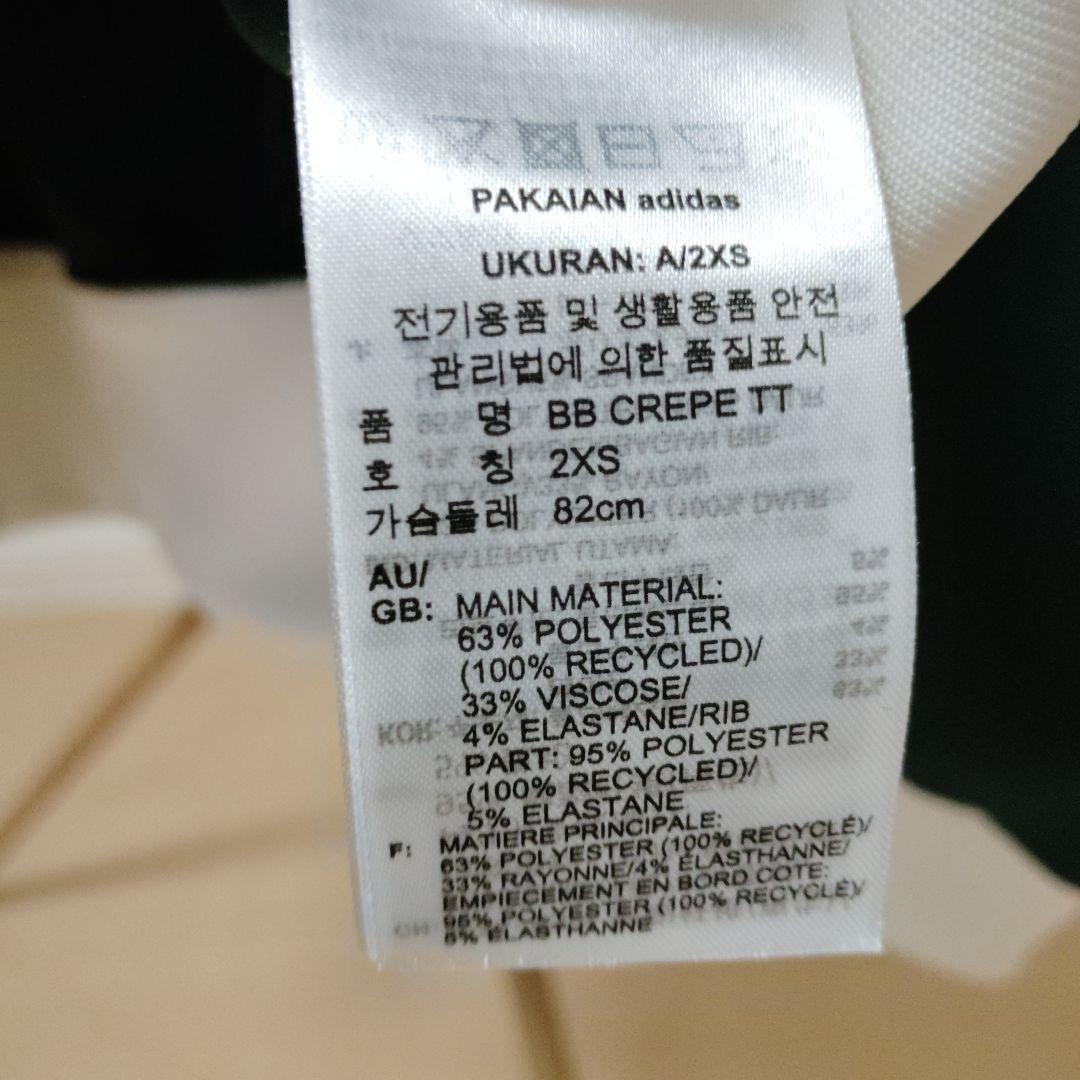 PAKAIAN adidas
UKURAN: A/2XS
전기용품 및 생활용품 안전
관리법에 의한 품질표시
품 명 BB CREPE TT
호 칭 2XS
가슴둘레 82cm
AU/
GB: MAIN MATERIAL:
63% POLYESTER
(100% RECYCLED)/
33% VISCOSE/
4% ELASTANE/RIB
PART: 95% POLYESTER
(100% RECYCLED)/
5% ELASTANE
F: MATIERE PRINCIPALE:
63% POLYESTER (100% RECYCLÉ)/
33% RAYONNE/4% ÉLASTHANNE/
EMPIECEMENT EN BORD COTE:
95% POLYESTER (100% RECYCLÉ)/
5% ÉLASTHANNE